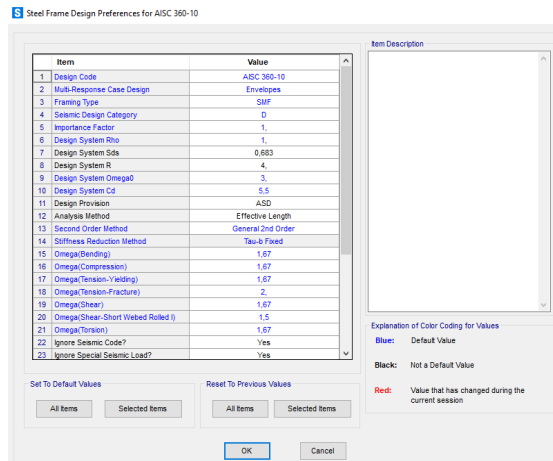 S Steel Frame Design Preferences for AISC 360-10
Item Value
1 Design Code AISC 360-10
2 Multi-Response Case Design Envelopes
3 Framing Type SMF
4 Seismic Design Category D
5 Importance Factor 1,
6 Design System Rho 1,
7 Design System Sds 0,683
8 Design System R 4,
9 Design System Omega0 3,
10 Design System Cd 5,5
11 Design Provision ASD
12 Analysis Method Effective Length
13 Second Order Method General 2nd Order
14 Stiffness Reduction Method Tau-b Fixed
15 Omega(Bending) 1,67
16 Omega(Compression) 1,67
17 Omega(Tension-Yielding) 1,67
18 Omega(Tension-Fracture) 2,
19 Omega(Shear) 1,67
20 Omega(Shear-Short Webed Rolled I) 1,5
21 Omega(Torsion) 1,67
22 Ignore Seismic Code? Yes
23 Ignore Special Seismic Load? Yes
Set To Default Values
All Items Selected Items
Reset To Previous Values
All Items Selected Items
Item Description
Explanation of Color Coding for Values
Blue: Default Value
Black: Not a Default Value
Red: Value that has changed during the
current session
OK Cancel